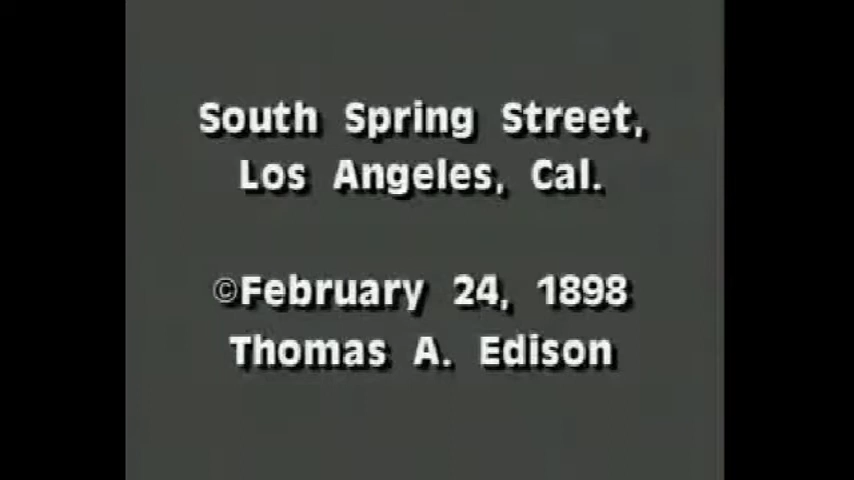 South Spring Street,
Los Angeles, Cal.
©February 24, 1898
Thomas A. Edison